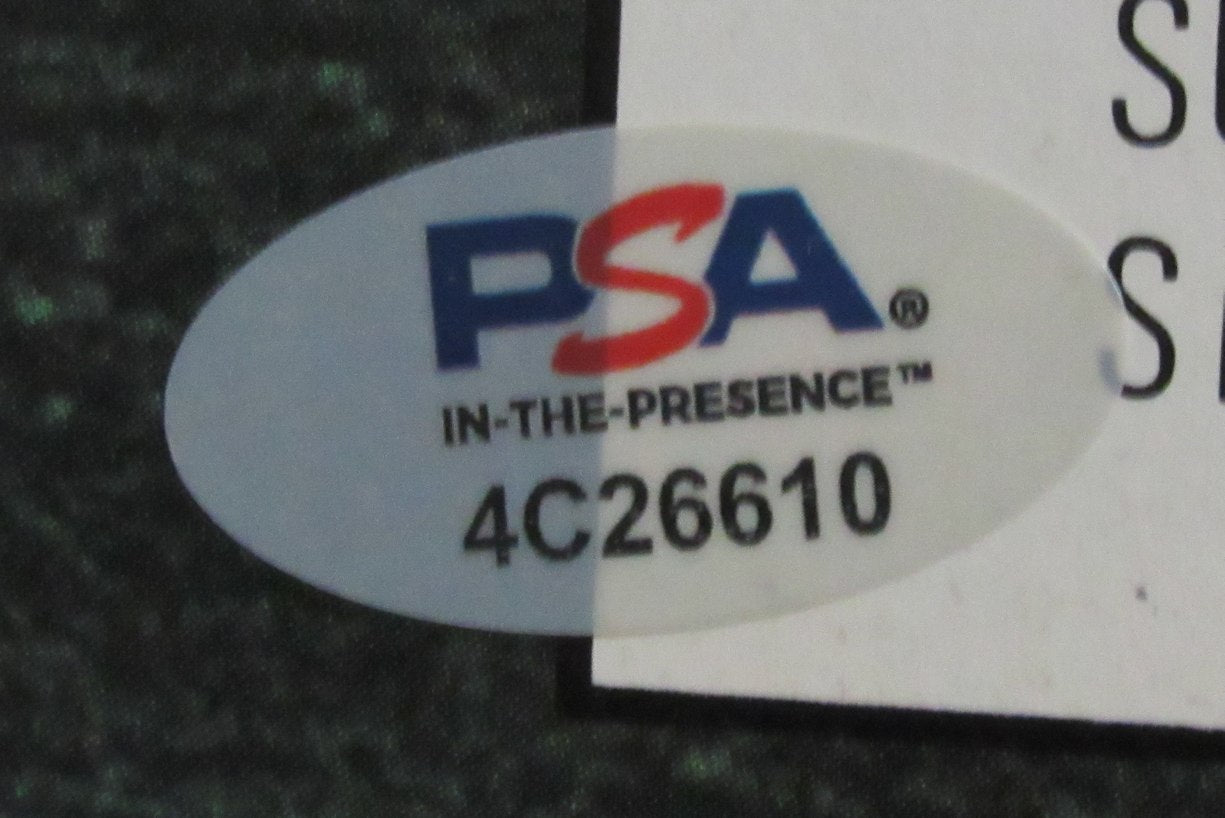 S
PSA®
S
IN-THE-PRESENCE™
4C26610